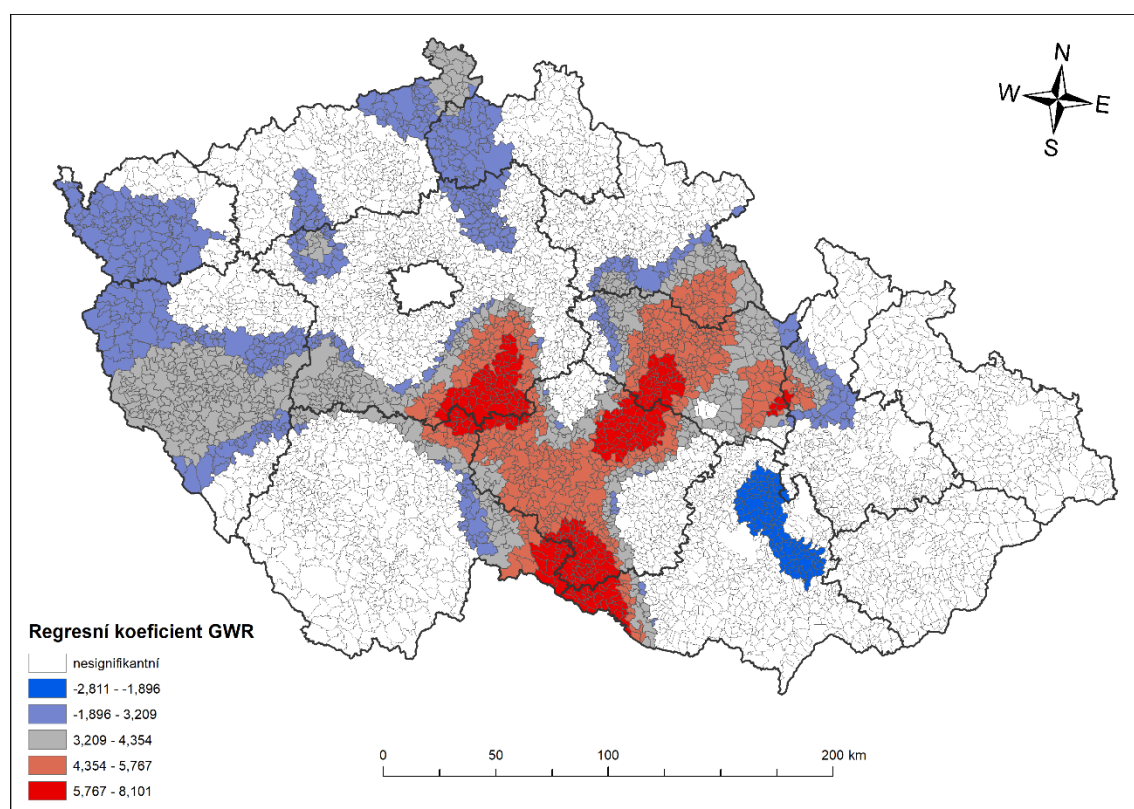 N
W E
S
Regresní koeficient GWR
nesignifikantní
-2,811 - -1,896
-1,896 - 3,209
3,209 - 4,354
4,354 - 5,767
5,767 - 8,101
0 50 100 200 km